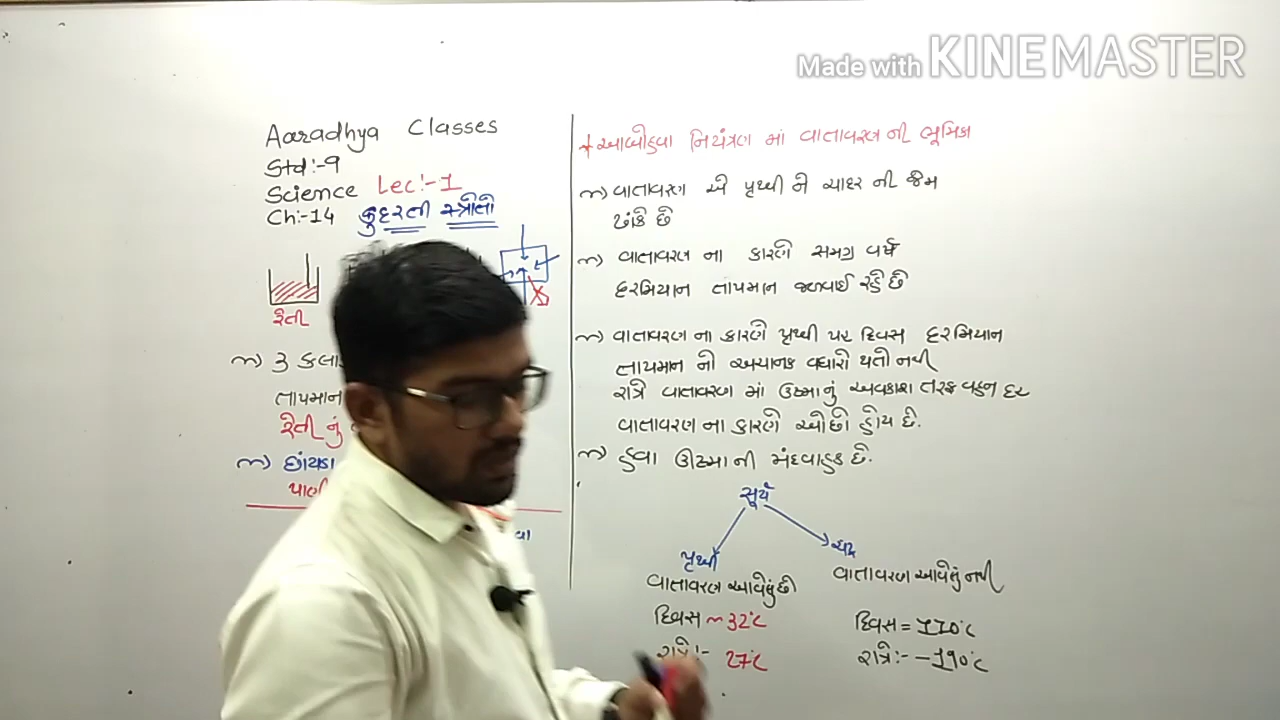 Made with KINEMASTER
Aaradhya Classes
Std:-9
Science Lec:-1
Ch:-14 કુદરતી સ્ત્રોતો
રેતી
તાપમાન
રેતી નું
છાંયડા
* આબોહવા નિયંત્રણ માં વાતાવરણ ની ભૂમિકા
વાતાવરણ એ પૃથ્વી ને ચાદર ની જેમ
ઢાંકે છે
વાતાવરણ ના કારણે સમગ્ર વર્ષ
દરમિયાન તાપમાન જળવાઈ રહે છે
વાતાવરણ ના કારણે પૃથ્વી પર દિવસ દરમિયાન
તાપમાન નો અચાનક વધારો થતો નથી
રાત્રે વાતાવરણ માં ઉષ્માનું અવકાશ તરફ વહન દર
વાતાવરણ ના કારણે ઓછો હોય છે.
હવા ઊષ્મા ની મંદવાહક છે.
સૂર્ય
પૃથ્વી
વાતાવરણ આવેલું છે
દિવસ ~ 32°C
રાત્રે:- 27°C
ચંદ્ર
વાતાવરણ આવેલું નથી
દિવસ = 110°C
રાત્રે:- -190°C